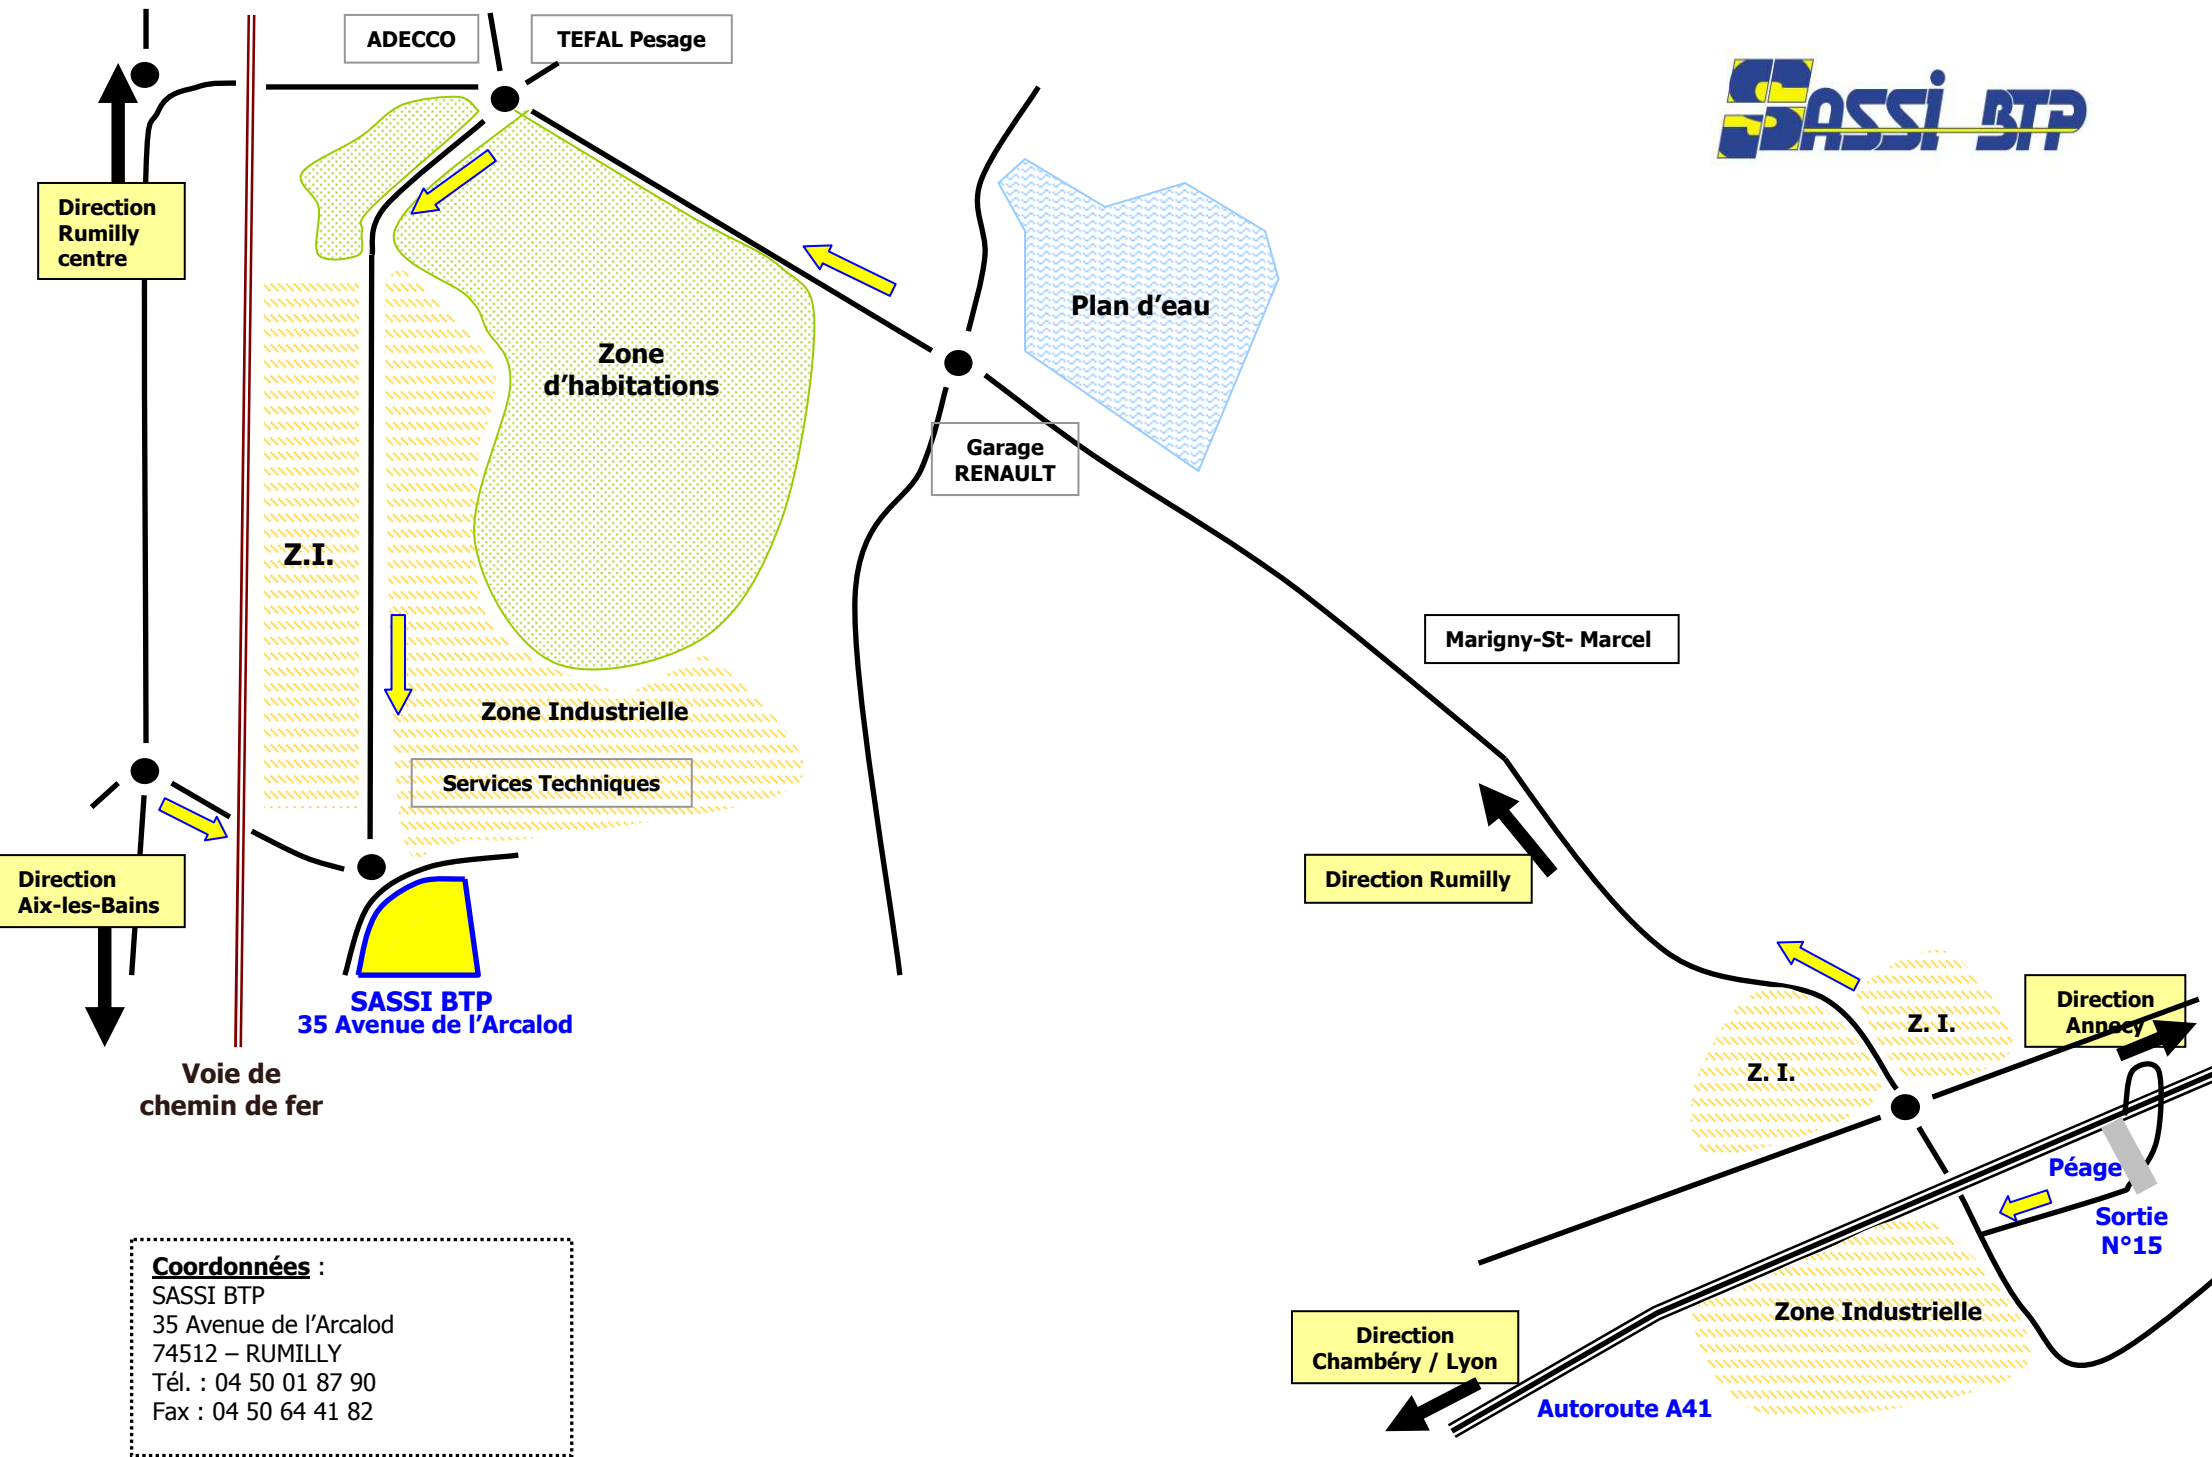 ADECCO
TEFAL Pesage
SASSI BTP
Direction
Rumilly
centre
Plan d’eau
Zone
d’habitations
Garage
RENAULT
Z.I.
Marigny-St- Marcel
Zone Industrielle
Services Techniques
Direction
Aix-les-Bains
Direction Rumilly
SASSI BTP
35 Avenue de l’Arcalod
Direction
Annecy
Z. I.
Z. I.
Voie de
chemin de fer
Péage
Sortie
N°15
Zone Industrielle
Direction
Chambéry / Lyon
Autoroute A41
Coordonnées :
SASSI BTP
35 Avenue de l’Arcalod
74512 – RUMILLY
Tél. : 04 50 01 87 90
Fax : 04 50 64 41 82